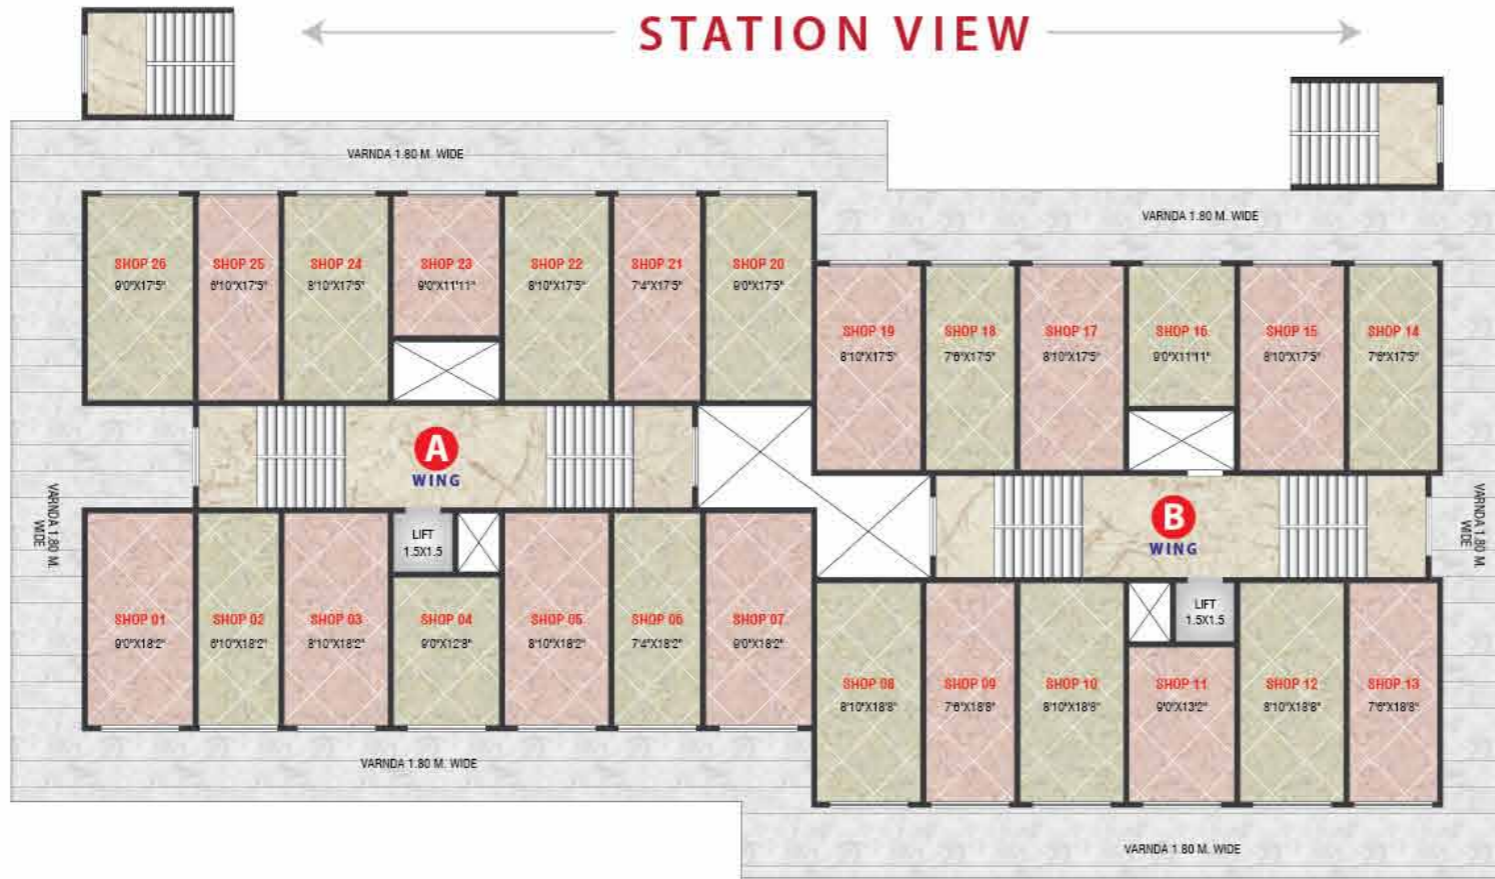 STATION VIEW
VARNDA 1.80 M. WIDE
VARNDA 1.80 M. WIDE
SHOP 26
9'0"X17'5"
SHOP 25
6'10"X17'5"
SHOP 24
8'10"X17'5"
SHOP 23
9'0"X11'11"
SHOP 22
8'10"X17'5"
SHOP 21
7'4"X17'5"
SHOP 20
9'0"X17'5"
SHOP 19
8'10"X17'5"
SHOP 18
7'6"X17'5"
SHOP 17
8'10"X17'5"
SHOP 16
9'0"X11'11"
SHOP 15
8'10"X17'5"
SHOP 14
7'6"X17'5"
A
WING
B
WING
VARNDA 1.80 M.
WIDE
VARNDA 1.80 M.
WIDE
LIFT
1.5X1.5
LIFT
1.5X1.5
SHOP 01
9'0"X18'2"
SHOP 02
6'10"X18'2"
SHOP 03
8'10"X18'2"
SHOP 04
9'0"X12'8"
SHOP 05
8'10"X18'2"
SHOP 06
7'4"X18'2"
SHOP 07
9'0"X18'2"
SHOP 08
8'10"X18'8"
SHOP 09
7'6"X18'8"
SHOP 10
8'10"X18'8"
SHOP 11
9'0"X13'2"
SHOP 12
8'10"X18'8"
SHOP 13
7'6"X18'8"
VARNDA 1.80 M. WIDE
VARNDA 1.80 M. WIDE